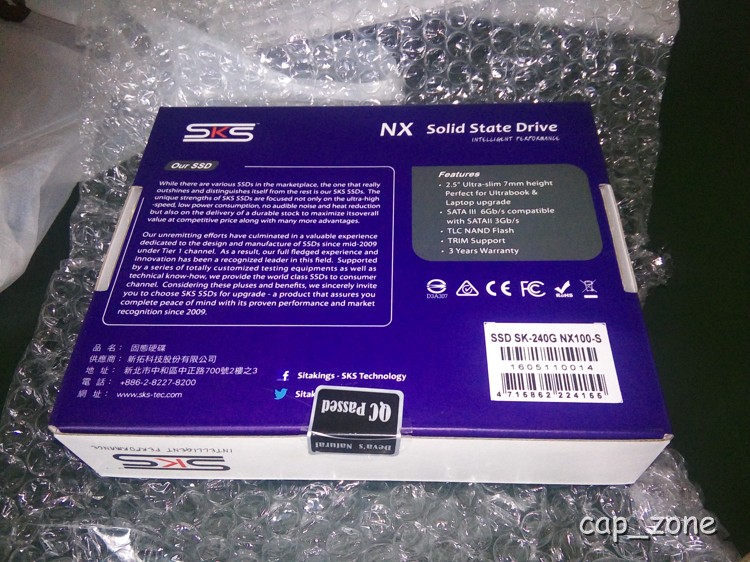 SKS
NX Solid State Drive
INTELLIGENT PERFORMANCE
Our SSD
While there are various SSDs in the marketplace, the one that really
outshines and distinguishes itself from the rest is our SKS SSDs. The
unique strengths of SKS SSDs are focused not only on the ultra-high
speed, low power consumption, no audible noise and heat reduction
but also on the delivery of a durable stock to maximize itsoverall
value at competitive price along with many more advantages.
Our unremitting efforts have culminated in a valuable experience
dedicated to the design and manufacture of SSDs since mid-2009
under Tier 1 channel. As a result, our full fledged experience and
innovation has been a recognized leader in this field. Supported
by a series of totally customized testing equipments as well as
technical know-how, we provide the world class SSDs to consumer
channel. Considering these pluses and benefits, we sincerely invite
you to choose SKS SSDs for upgrade - a product that assures you
complete peace of mind with its proven performance and market
recognition since 2009.
Features
- 2.5" Ultra-slim 7mm height
Perfect for Ultrabook &
Laptop upgrade
- SATA III 6Gb/s compatible
with SATAII 3Gb/s
- TLC NAND Flash
- TRIM Support
- 3 Years Warranty
D3A207
CE FC RoHS
品 名： 固態硬碟
供應商： 新拓科技股份有限公司
地 址： 新北市中和區中正路700號2樓之3
電 話： +886-2-8227-8200
網 址： www.sks-tec.com
Sitakings - SKS Technology
SSD SK-240G NX100-S
1605110014
4 715862 224156
QC Passed
Deva's Natural
SKS
INTELLIGENT PERFORMANCE
cap_zone